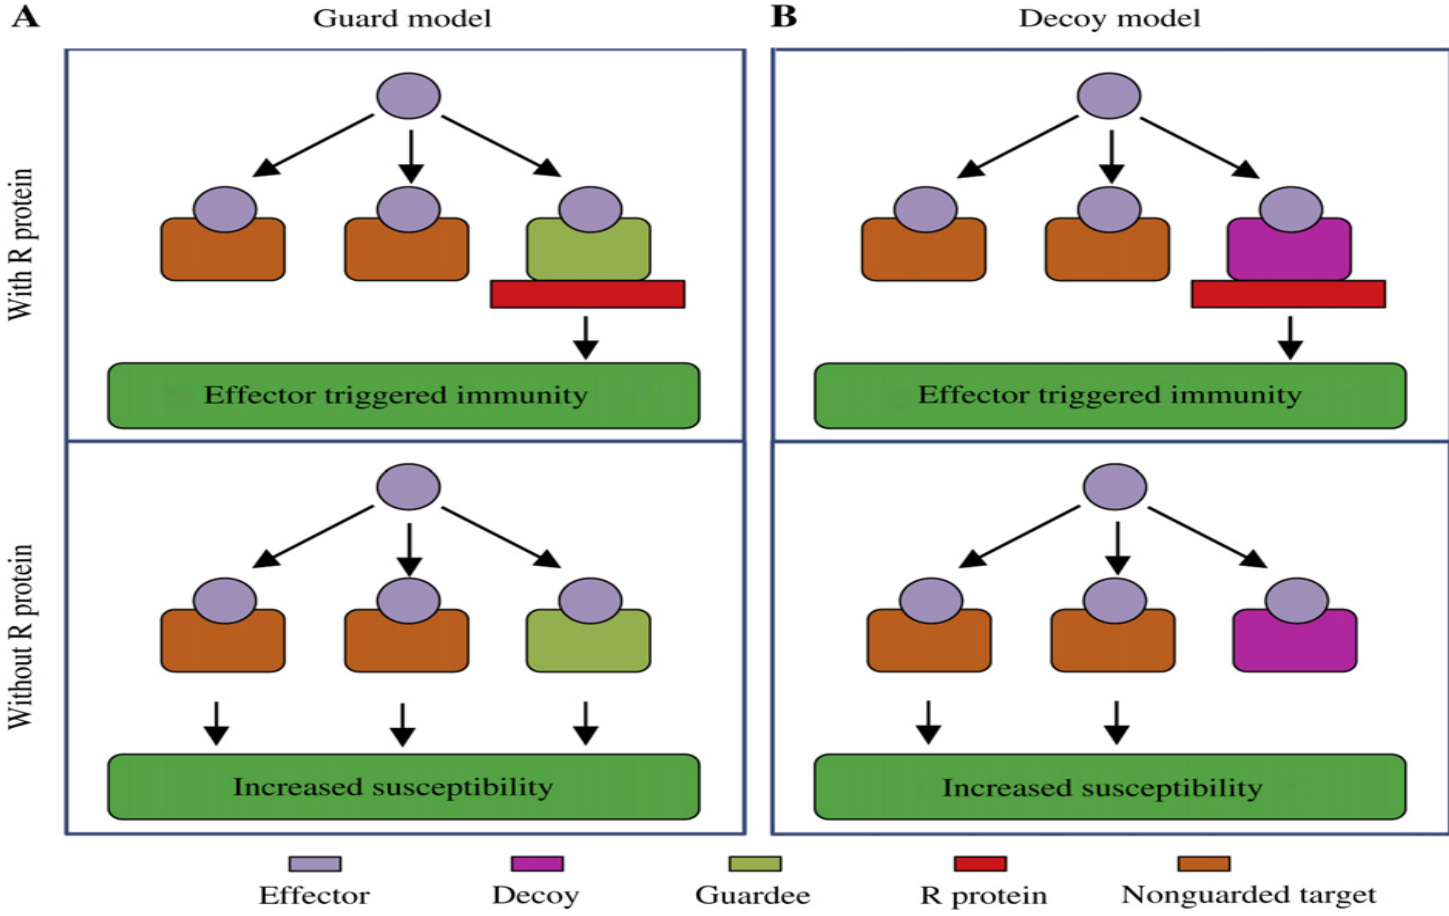 A Guard model
B Decoy model
With R protein
Effector triggered immunity
Effector triggered immunity
Without R protein
Increased susceptibility
Increased susceptibility
Effector
Decoy
Guardee
R protein
Nonguarded target